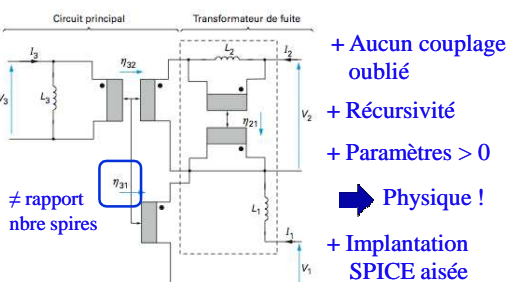 Circuit principal
Transformateur de fuite
I3
η32
L2
I2
V3
L3
η21
V2
η31
L1
I1
V1
≠ rapport
nbre spires
+ Aucun couplage
oublié
+ Récursivité
+ Paramètres > 0
Physique !
+ Implantation
SPICE aisée